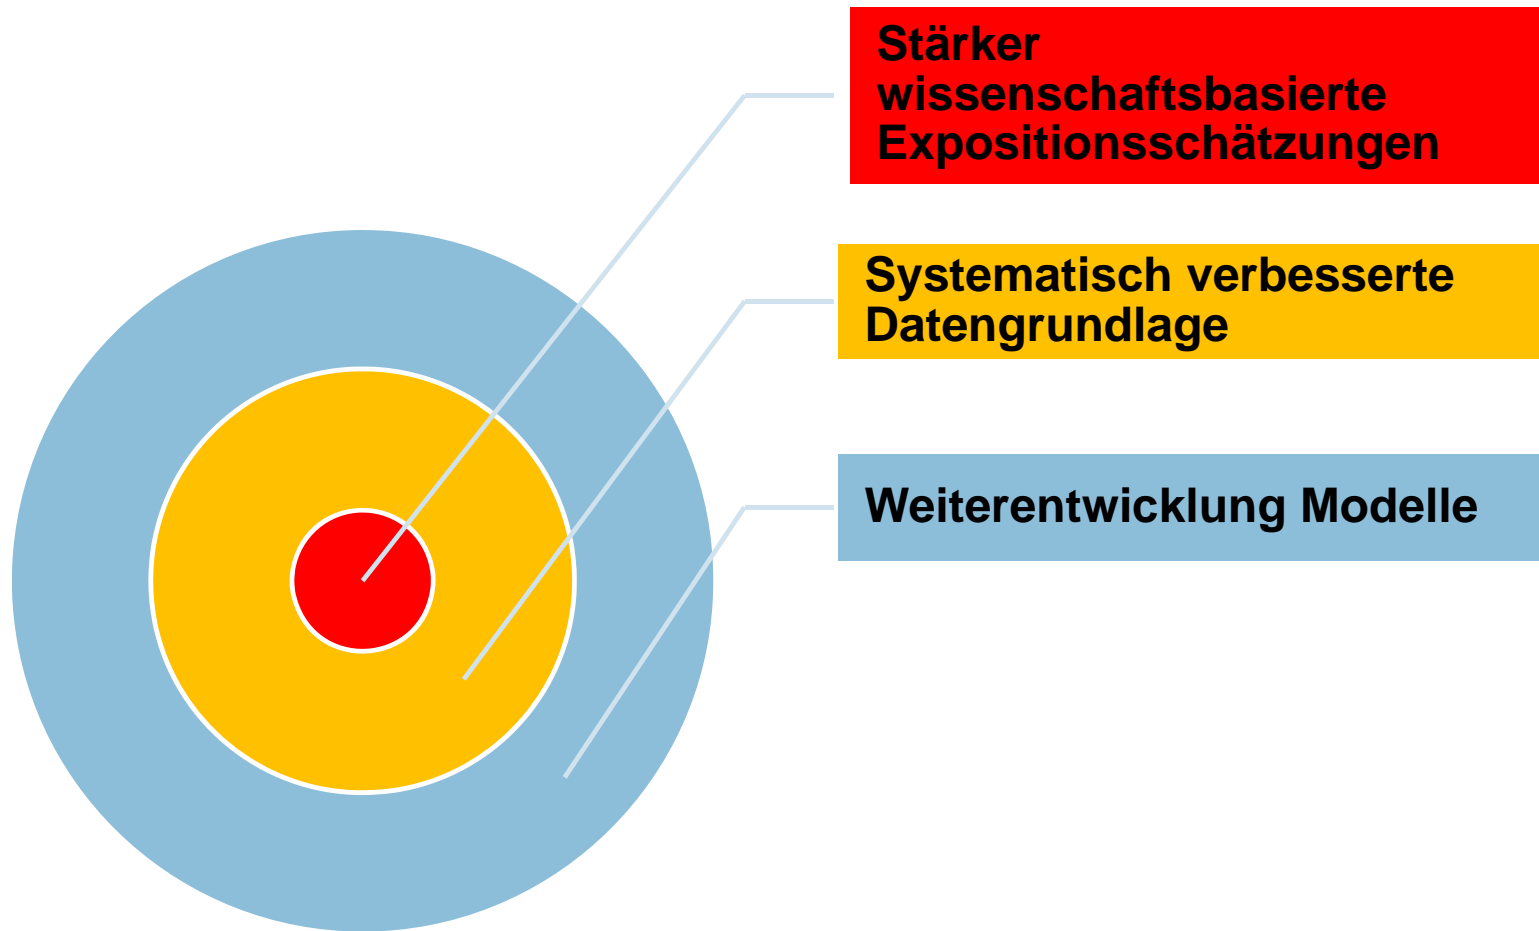 Stärker
wissenschaftsbasierte
Expositionsschätzungen
Systematisch verbesserte
Datengrundlage
Weiterentwicklung Modelle